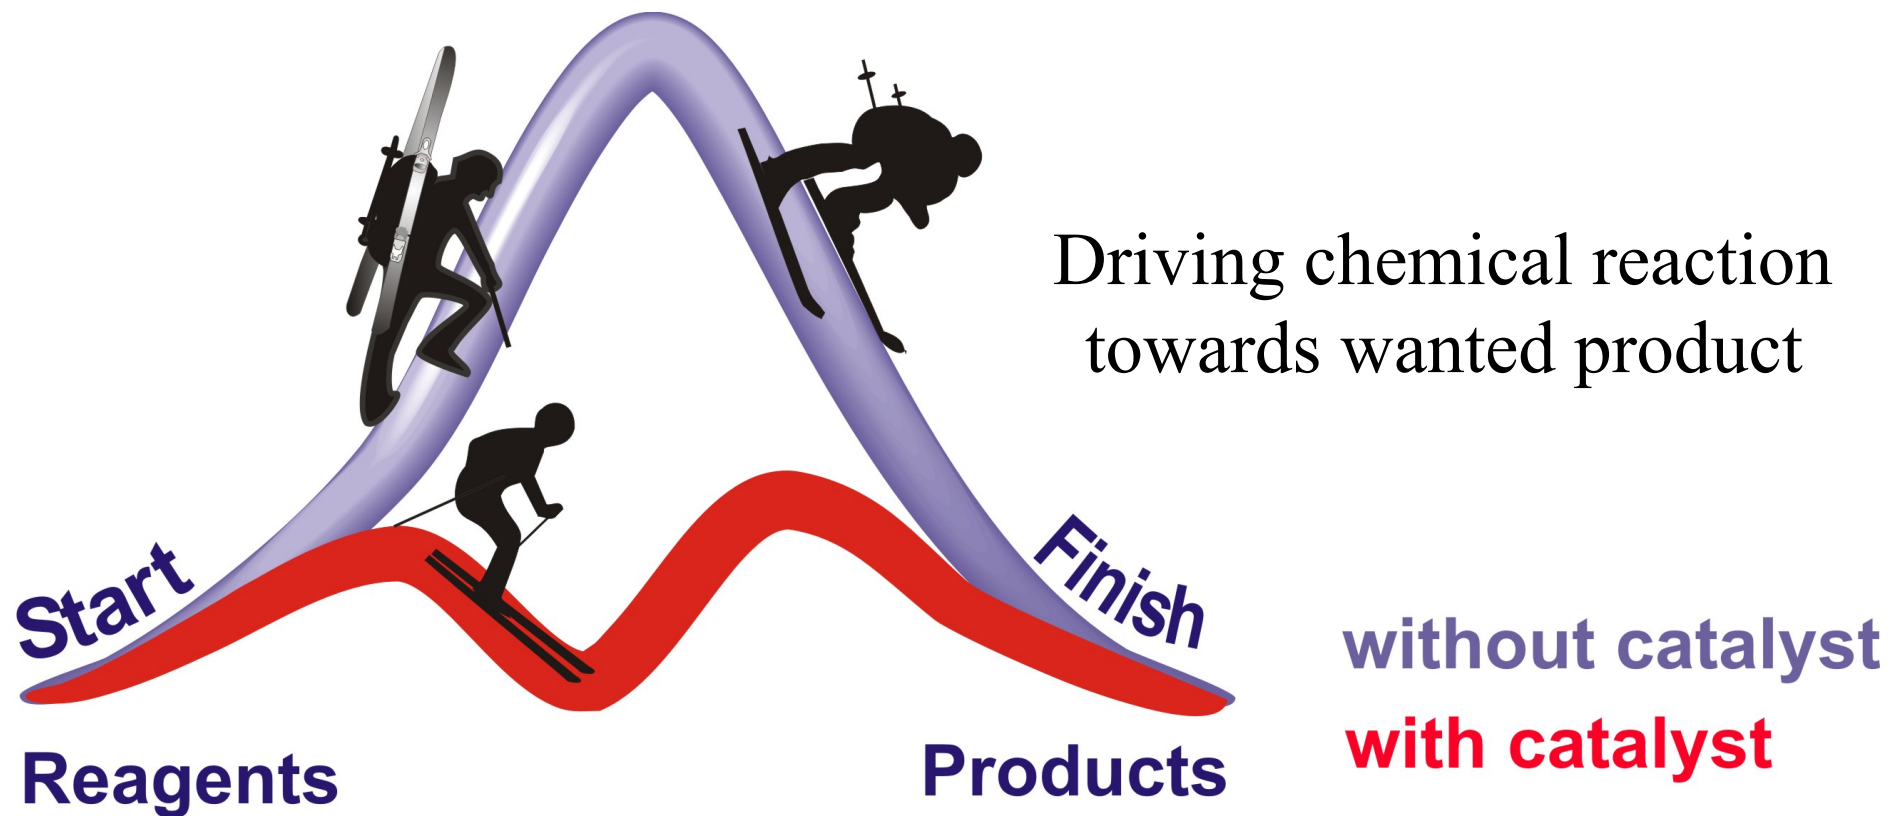 Driving chemical reaction
towards wanted product
Start
Finish
without catalyst
with catalyst
Reagents
Products